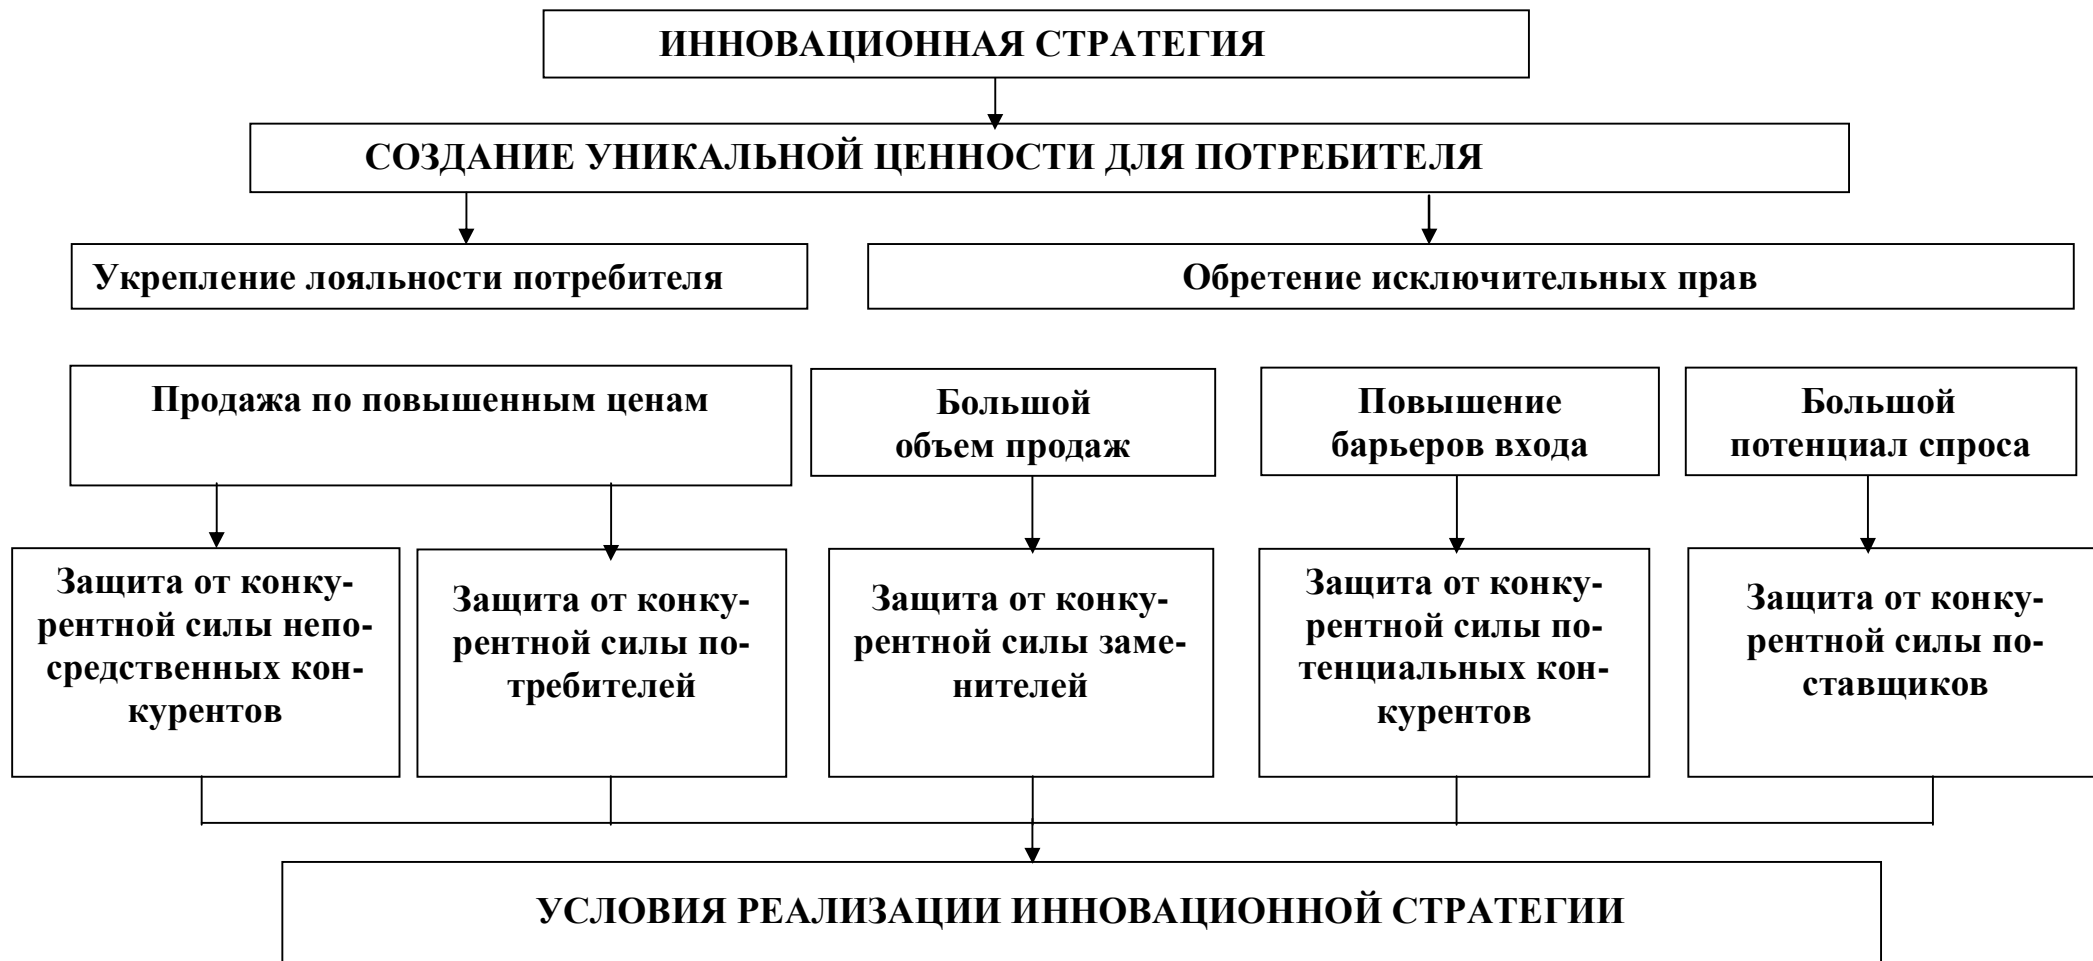 ИННОВАЦИОННАЯ СТРАТЕГИЯ
СОЗДАНИЕ УНИКАЛЬНОЙ ЦЕННОСТИ ДЛЯ ПОТРЕБИТЕЛЯ
Укрепление лояльности потребителя
Обретение исключительных прав
Продажа по повышенным ценам
Большой
объем продаж
Повышение
барьеров входа
Большой
потенциал спроса
Защита от конку-
рентной силы непо-
средственных кон-
курентов
Защита от конку-
рентной силы по-
требителей
Защита от конку-
рентной силы заме-
нителей
Защита от конку-
рентной силы по-
тенциальных кон-
курентов
Защита от конку-
рентной силы по-
ставщиков
УСЛОВИЯ РЕАЛИЗАЦИИ ИННОВАЦИОННОЙ СТРАТЕГИИ